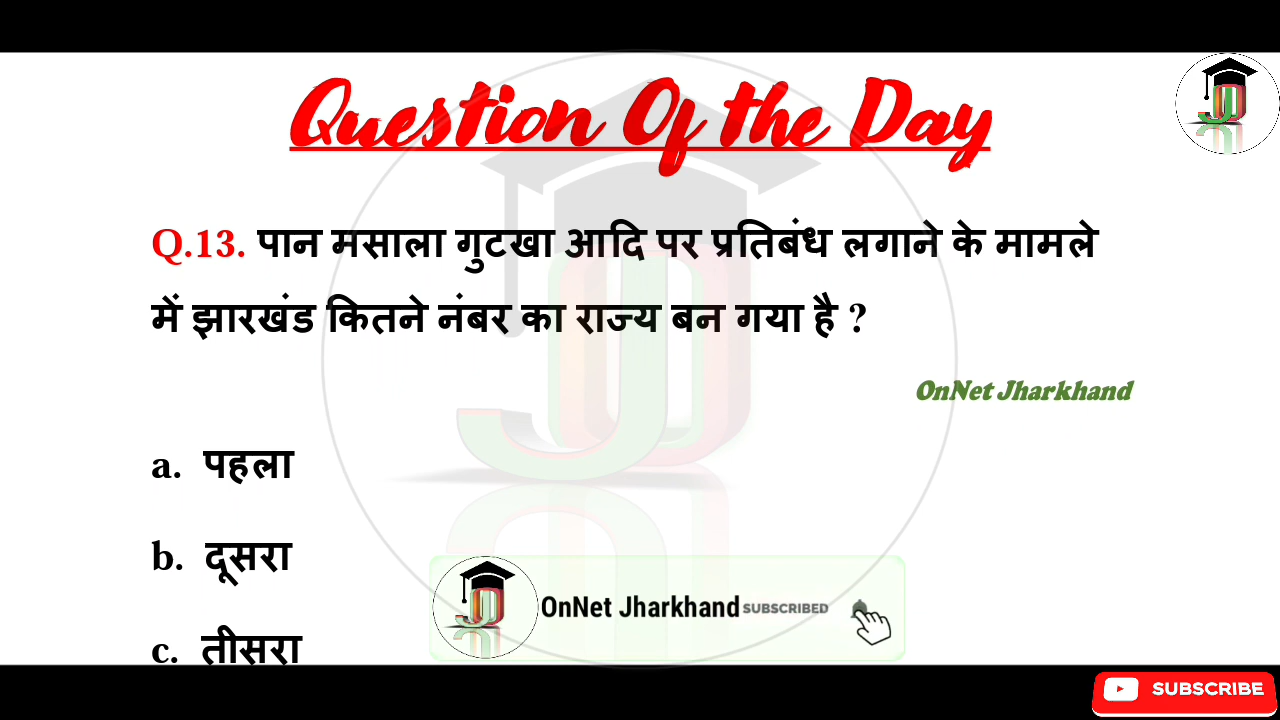 Question Of the Day
Q.13. पान मसाला गुटखा आदि पर प्रतिबंध लगाने के मामले
में झारखंड कितने नंबर का राज्य बन गया है ?
OnNet Jharkhand
a. पहला
b. दूसरा
OnNet Jharkhand SUBSCRIBED
c. तीसरा
SUBSCRIBE